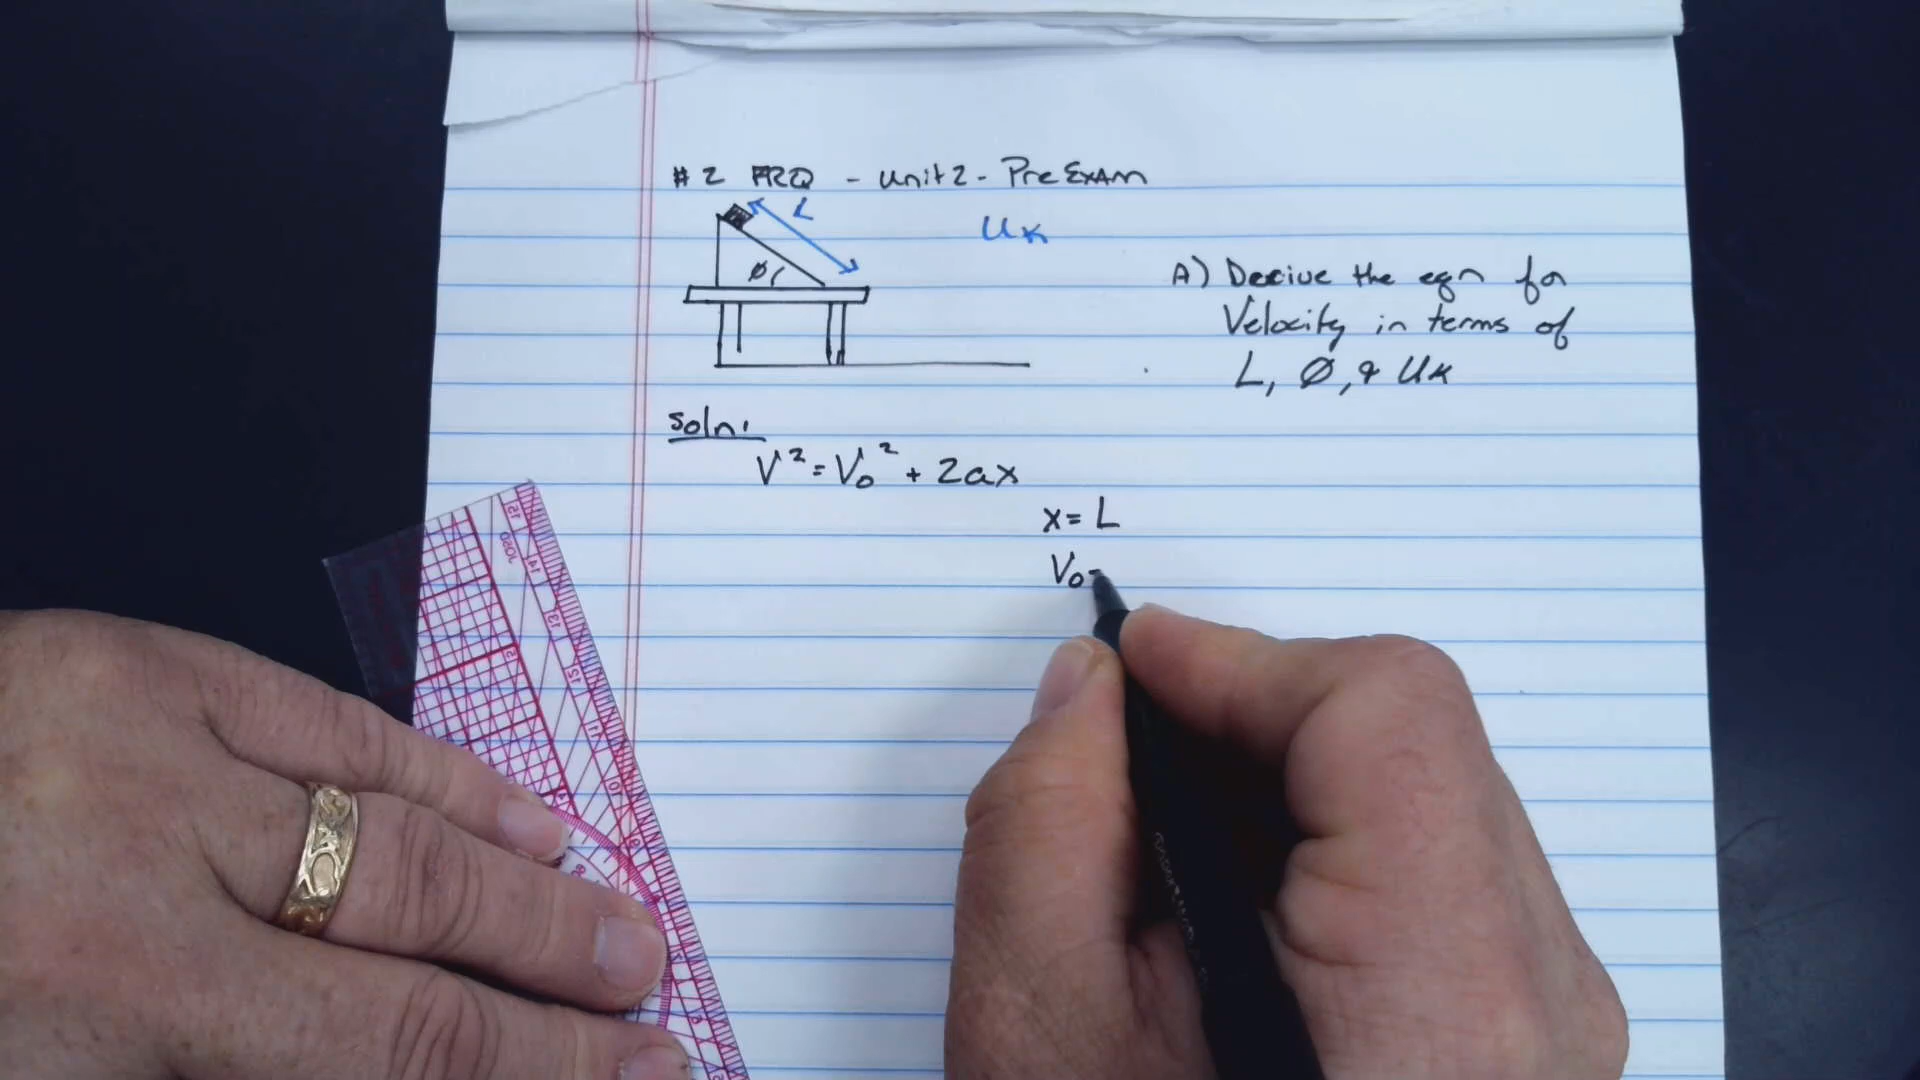 #2 FRQ - Unit 2 - Pre Exam
L
UK
Ø
A) Derive the eqn for
Velocity in terms of
L, Ø, & UK
Soln:
V² = V₀² + 2ax
x = L
V₀ =